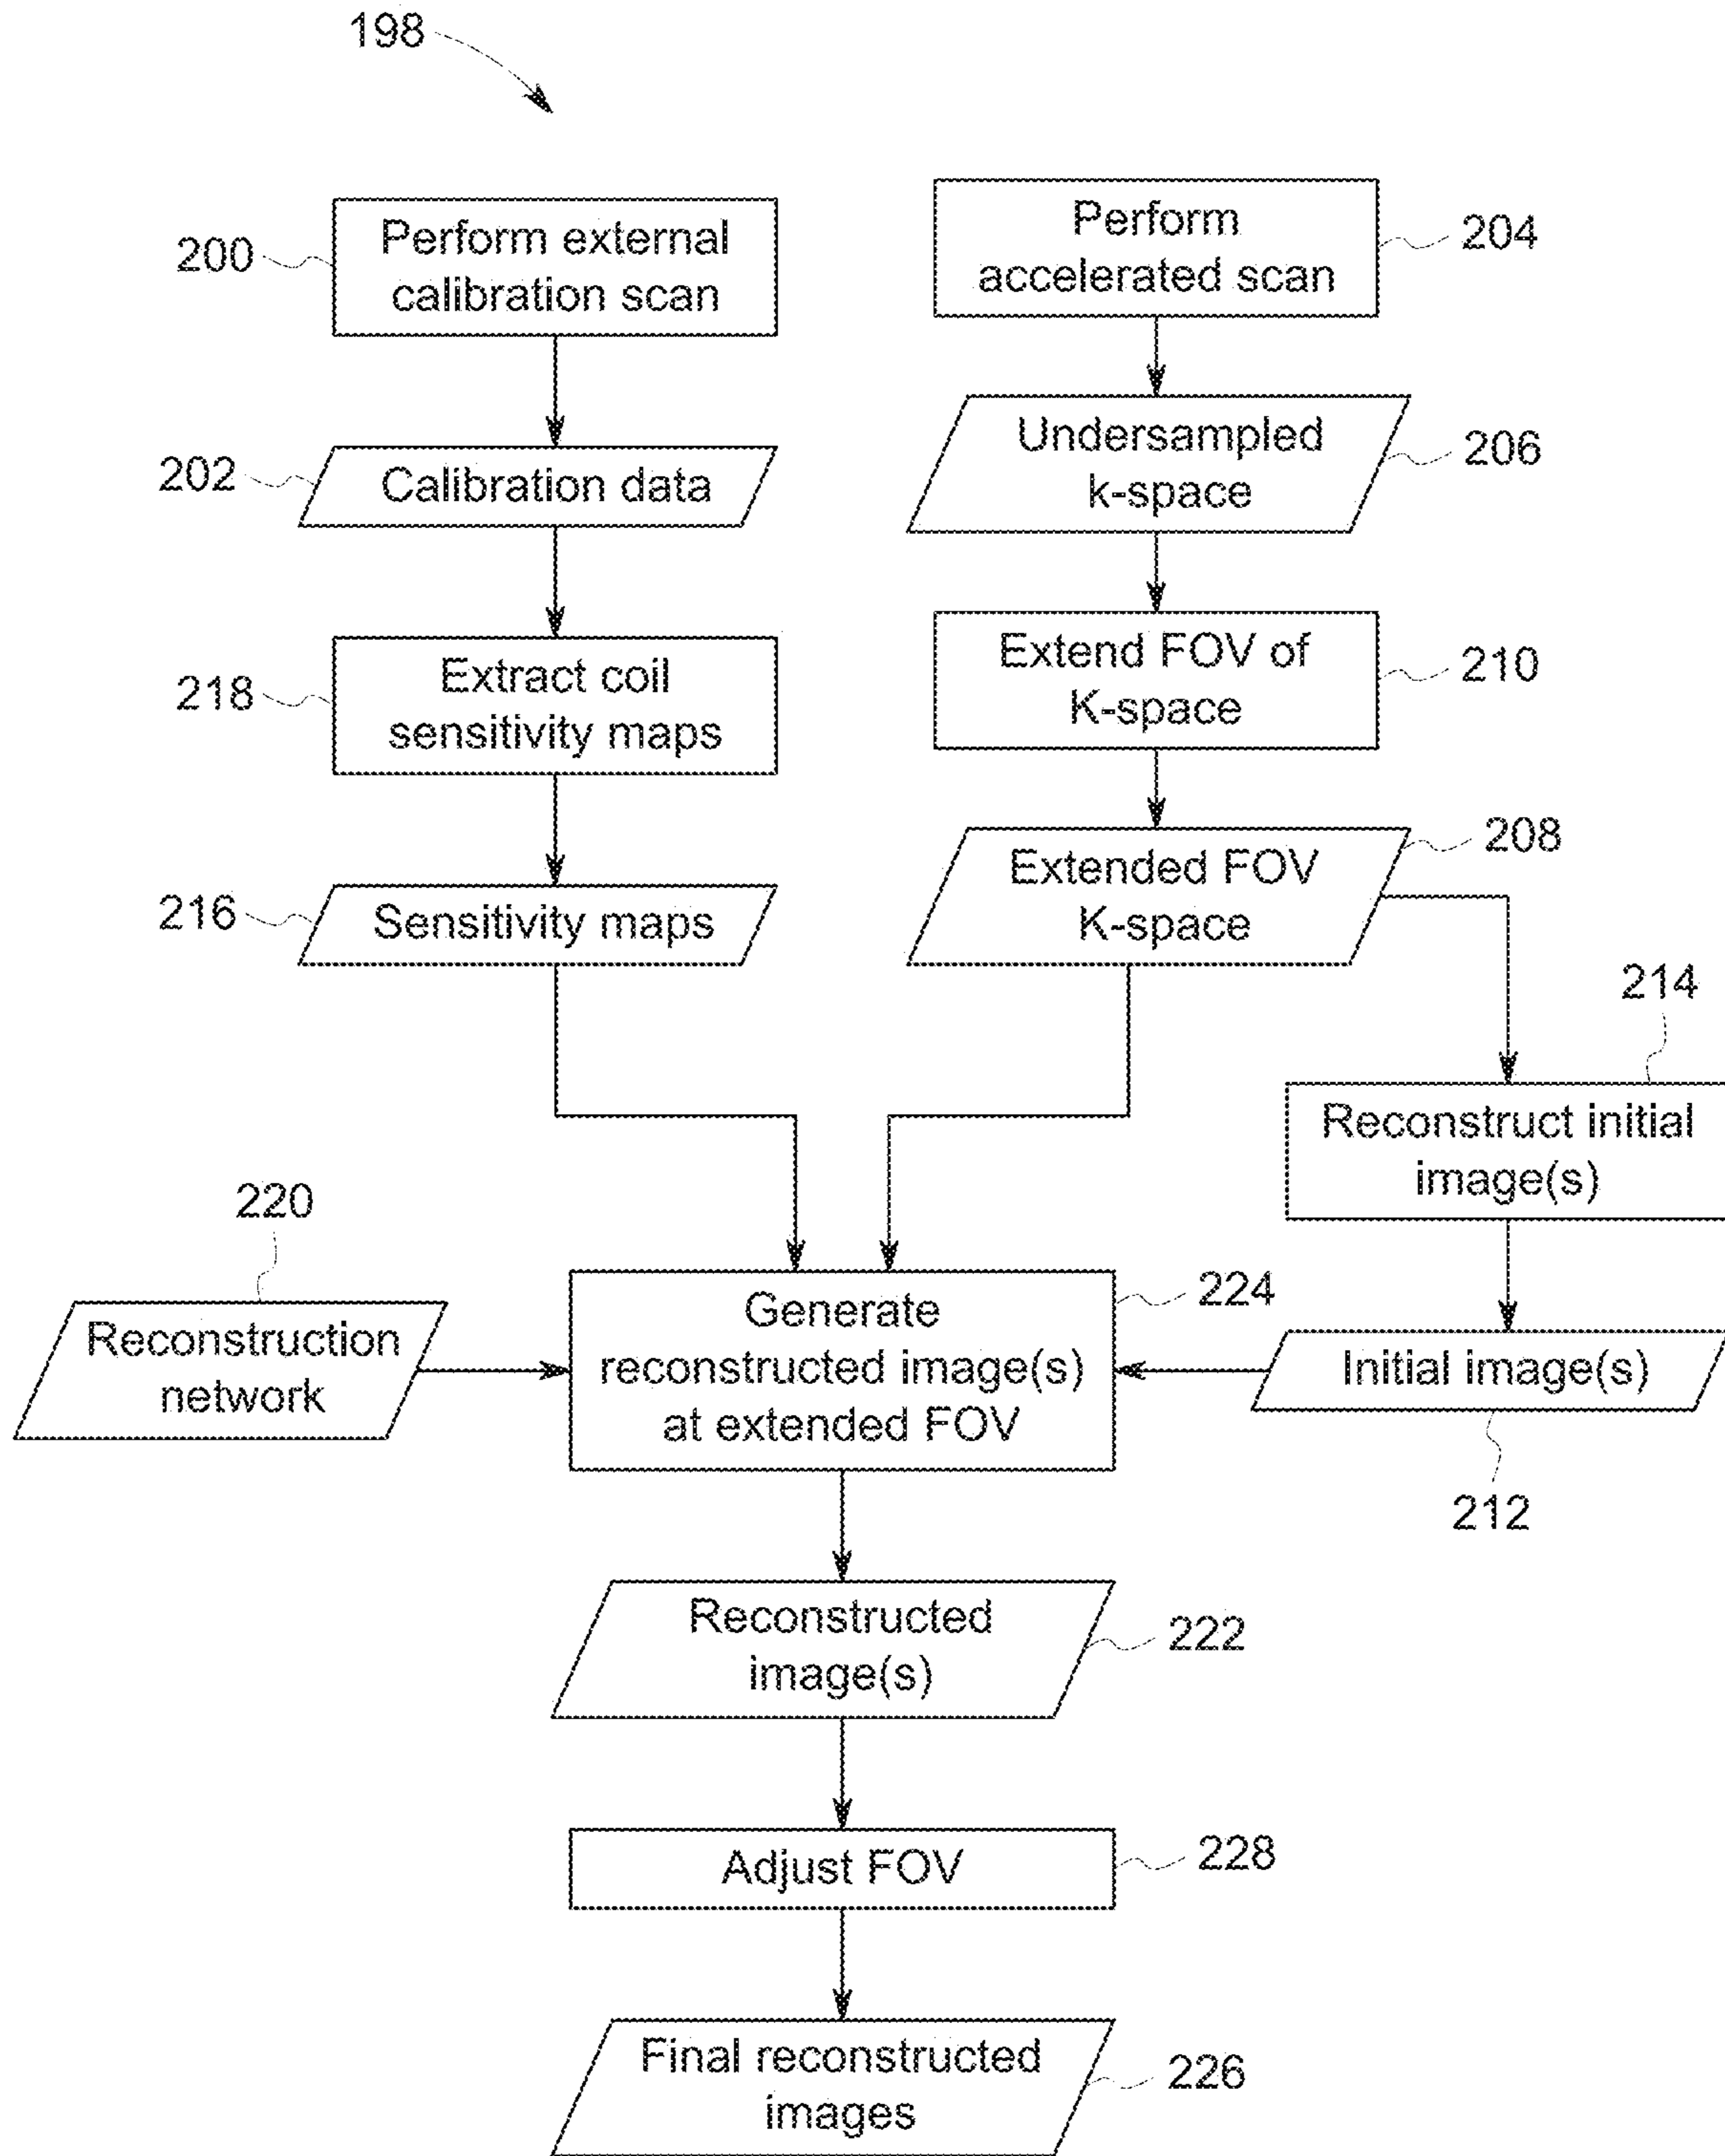 198
200
Perform external
calibration scan
Perform
accelerated scan
204
202
Calibration data
Undersampled
k-space
206
218
Extract coil
sensitivity maps
Extend FOV of
K-space
210
216
Sensitivity maps
Extended FOV
K-space
208
214
Reconstruct initial
image(s)
220
Reconstruction
network
Generate
reconstructed image(s)
at extended FOV
224
Initial image(s)
212
Reconstructed
image(s)
222
Adjust FOV
228
Final reconstructed
images
226